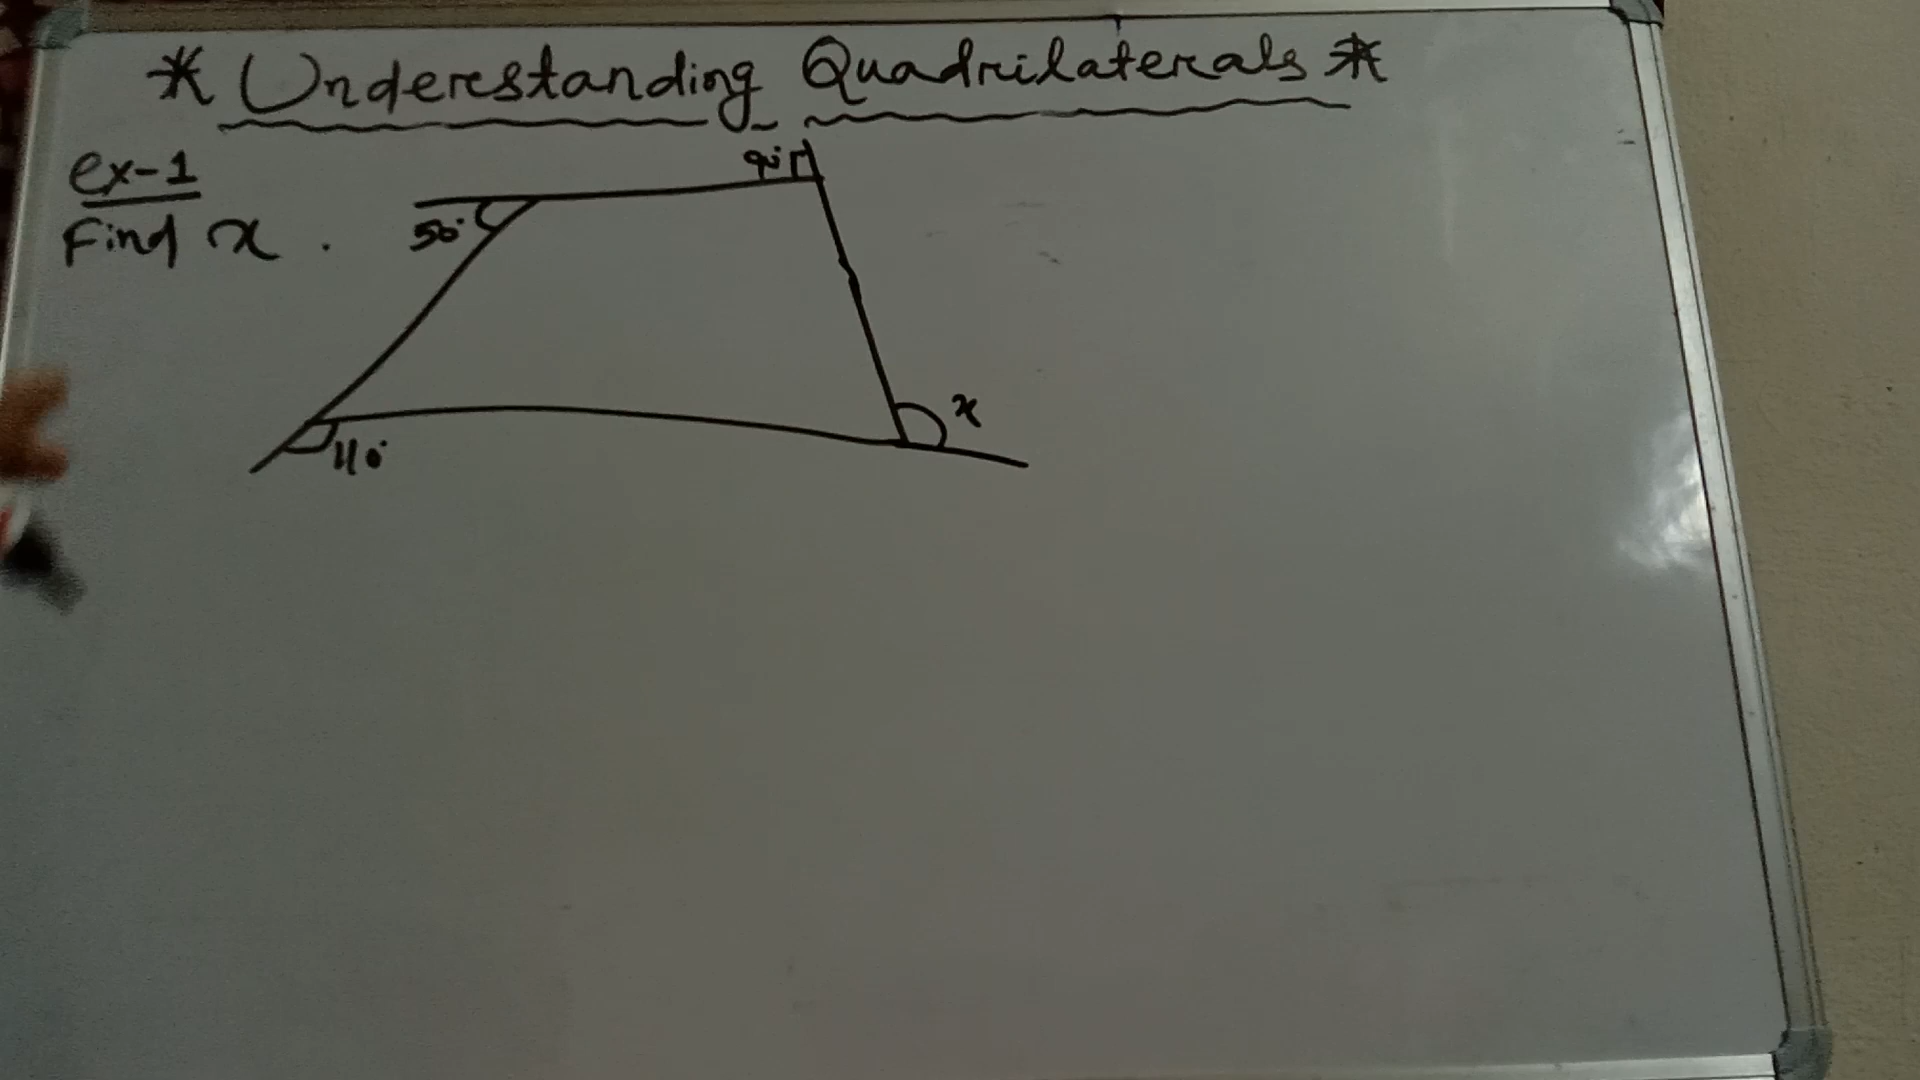 * Understanding Quadrilaterals *
ex-1
Find x .
90°
50°
x
110°